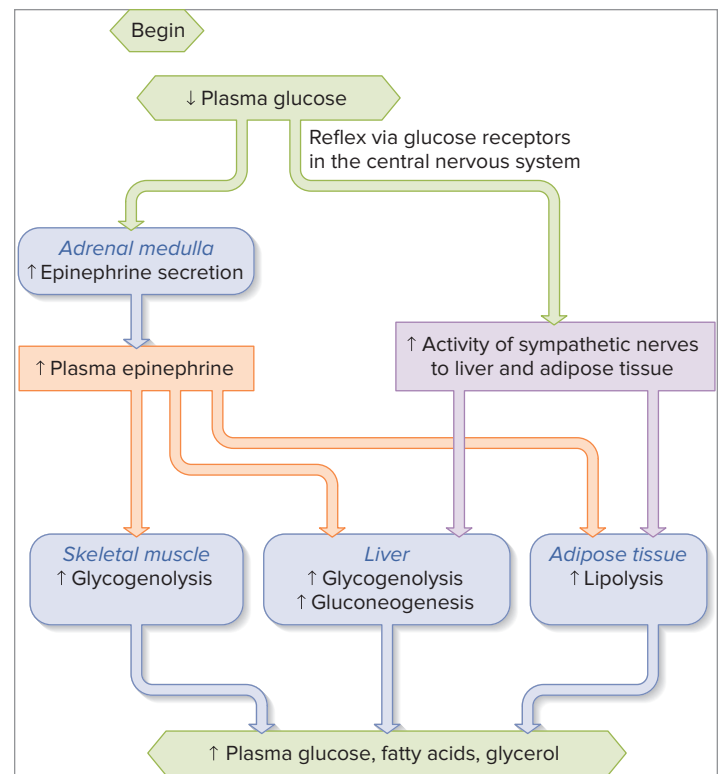 Begin
↓ Plasma glucose
Reflex via glucose receptors
in the central nervous system
Adrenal medulla
↑ Epinephrine secretion
↑ Plasma epinephrine
↑ Activity of sympathetic nerves
to liver and adipose tissue
Skeletal muscle
↑ Glycogenolysis
Liver
↑ Glycogenolysis
↑ Gluconeogenesis
Adipose tissue
↑ Lipolysis
↑ Plasma glucose, fatty acids, glycerol